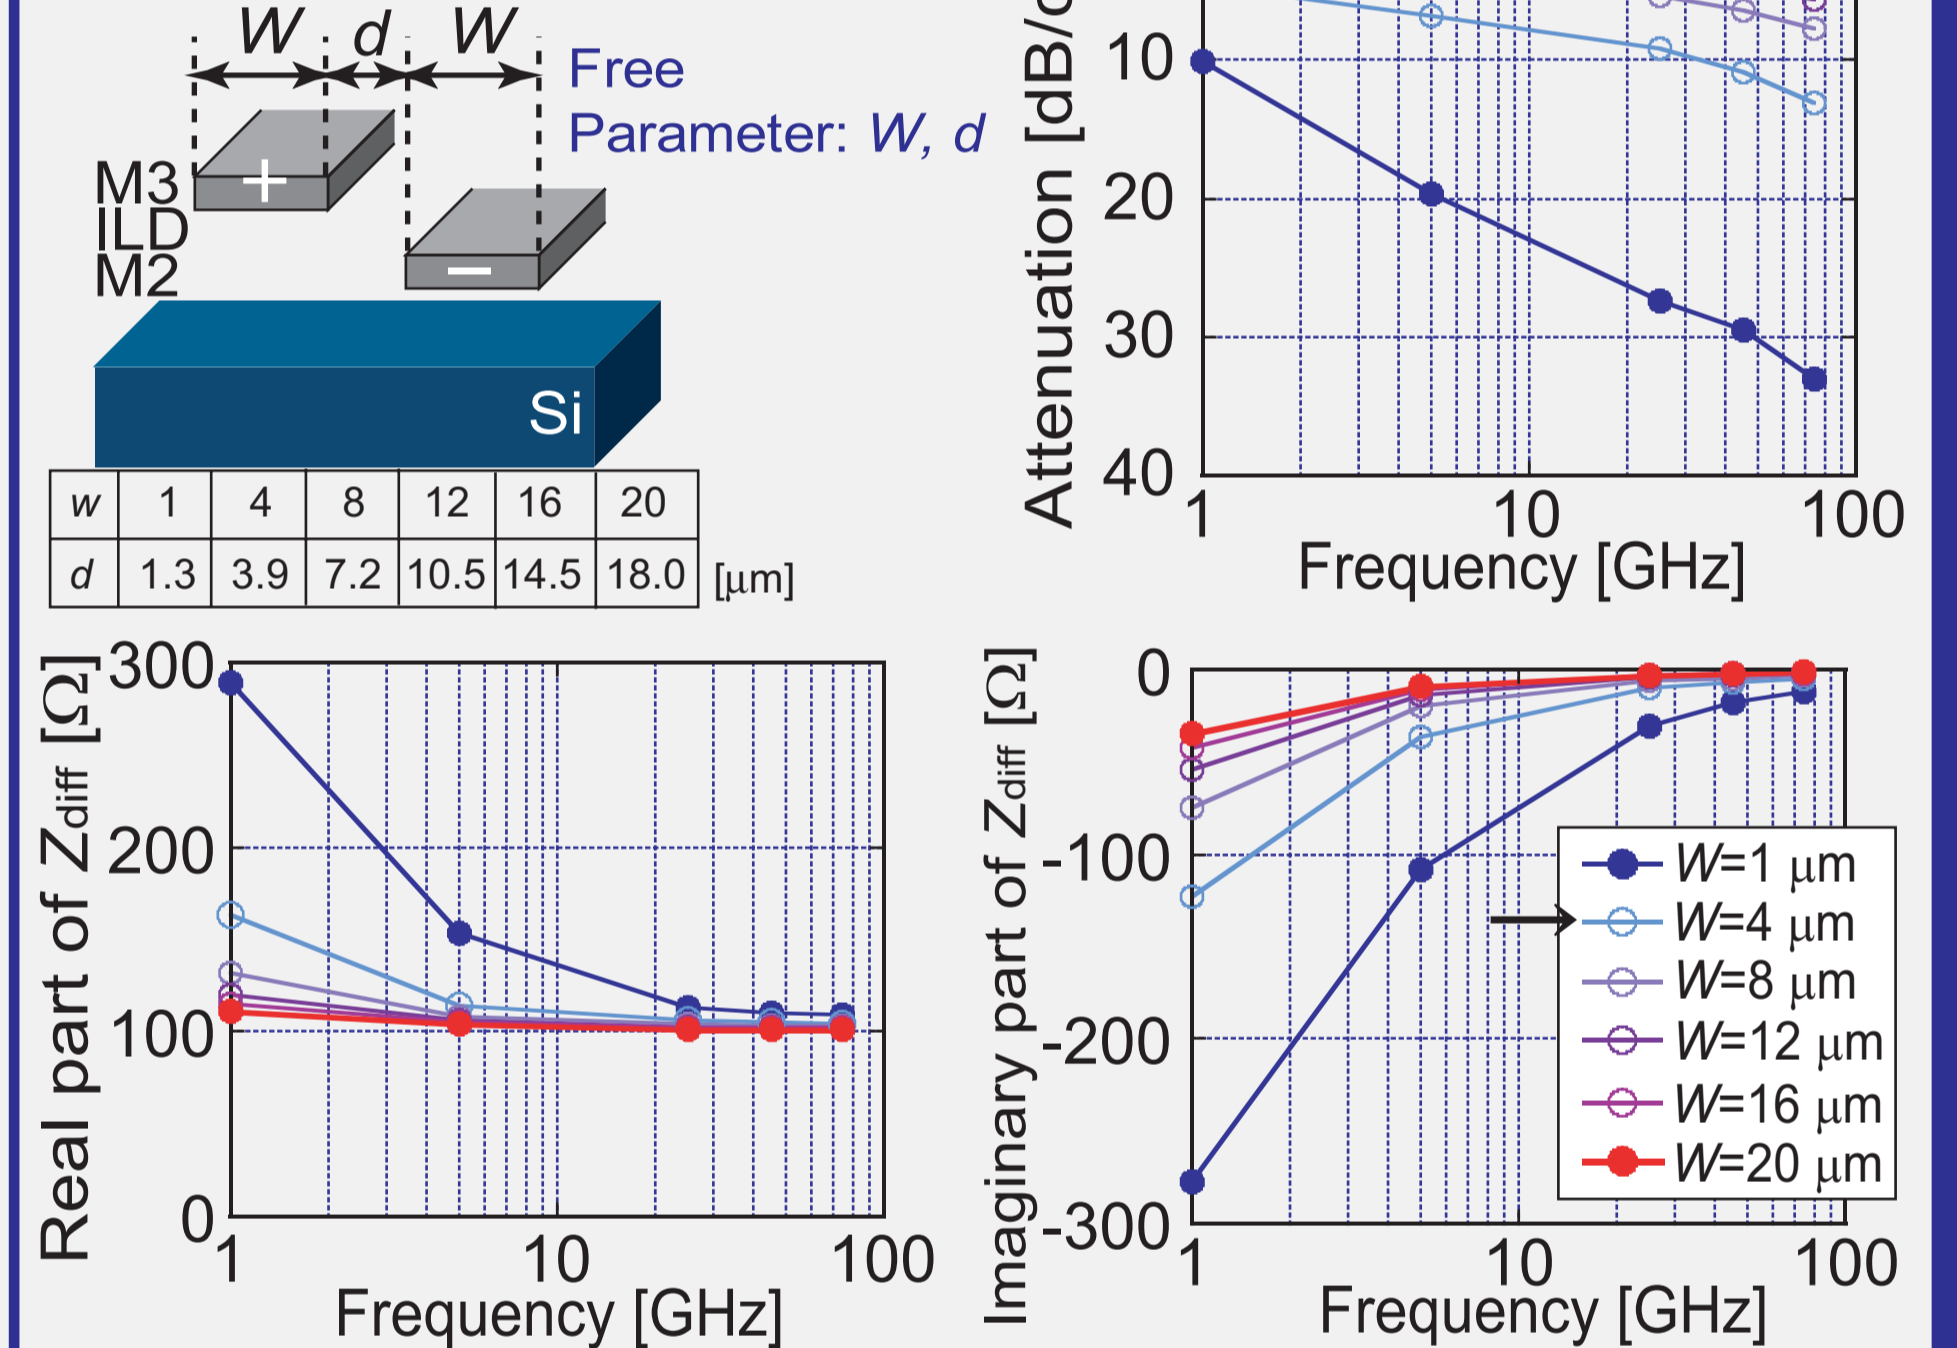 W d W
Free
Parameter: W, d
M3
+
ILD
M2
−
Si
w 1 4 8 12 16 20
d 1.3 3.9 7.2 10.5 14.5 18.0 [μm]
Attenuation
10
20
30
40
1 10 100
Frequency [GHz]
Real part of Zdiff [Ω]
300
200
100
0
1 10 100
Frequency [GHz]
Imaginary part of Zdiff [Ω]
0
-100
-200
-300
1 10 100
Frequency [GHz]
W=1 μm
W=4 μm
W=8 μm
W=12 μm
W=16 μm
W=20 μm